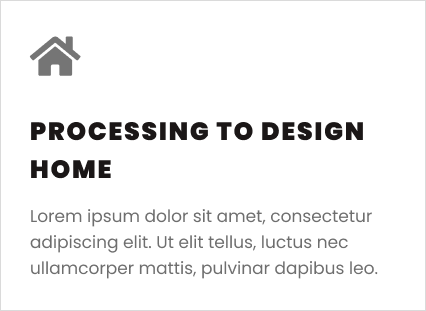 PROCESSING TO DESIGN
HOME
Lorem ipsum dolor sit amet, consectetur
adipiscing elit. Ut elit tellus, luctus nec
ullamcorper mattis, pulvinar dapibus leo.